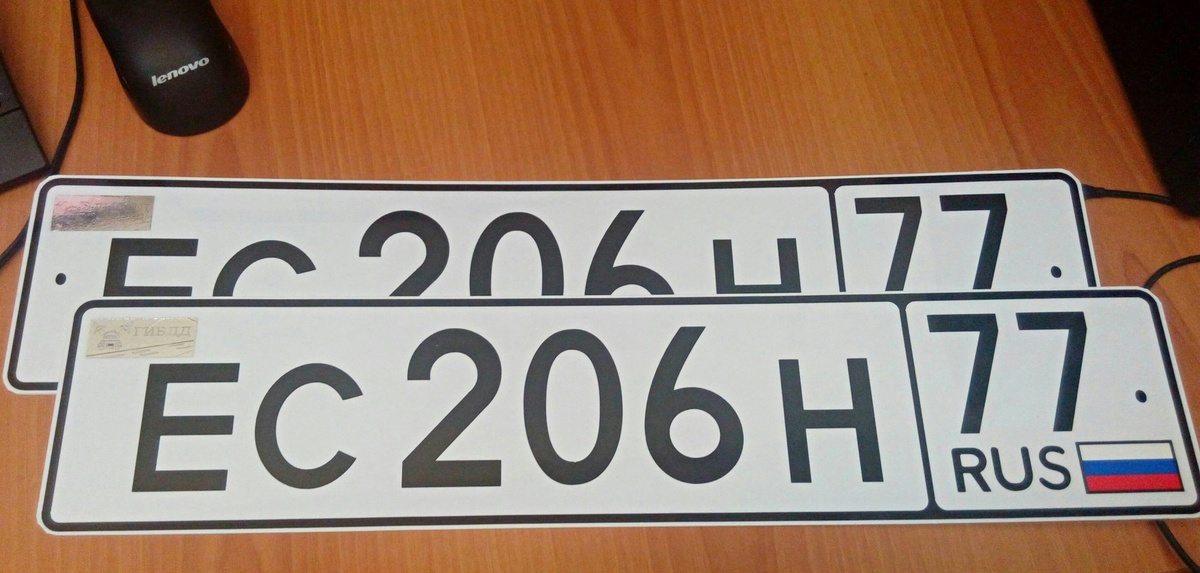 lenovo
ЕС 206 Н 77
ГИБДД
ЕС 206 Н 77
RUS